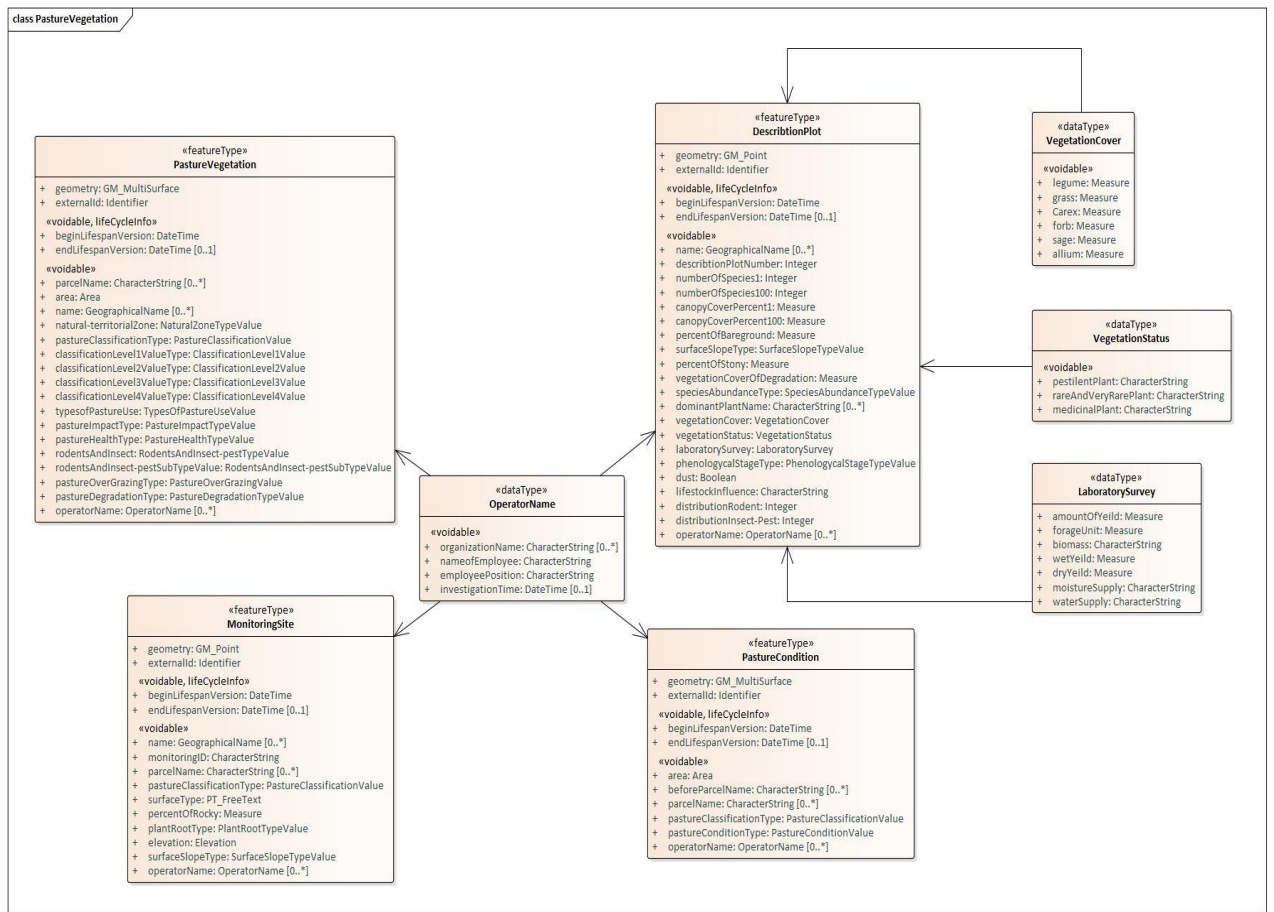 class PastureVegetation
«featureType»
PastureVegetation
+ geometry: GM_MultiSurface
+ externalId: Identifier
«voidable, lifeCycleInfo»
+ beginLifespanVersion: DateTime
+ endLifespanVersion: DateTime [0..1]
«voidable»
+ parcelName: CharacterString [0..*]
+ area: Area
+ name: GeographicalName [0..*]
+ natural-territorialZone: NaturalZoneTypeValue
+ pastureClassificationType: PastureClassificationValue
+ classificationLevel1ValueType: ClassificationLevel1Value
+ classificationLevel2ValueType: ClassificationLevel2Value
+ classificationLevel3ValueType: ClassificationLevel3Value
+ classificationLevel4ValueType: ClassificationLevel4Value
+ typesofPastureUse: TypesOfPastureUseValue
+ pastureImpactType: PastureImpactTypeValue
+ pastureHealthType: PastureHealthTypeValue
+ rodentsAndInsect: RodentsAndInsect-pestTypeValue
+ rodentsAndInsect-pestSubTypeValue: RodentsAndInsect-pestSubTypeValue
+ pastureOverGrazingType: PastureOverGrazingValue
+ pastureDegradationType: PastureDegradationTypeValue
+ operatorName: OperatorName [0..*]
«featureType»
DescribtionPlot
+ geometry: GM_Point
+ externalId: Identifier
«voidable, lifeCycleInfo»
+ beginLifespanVersion: DateTime
+ endLifespanVersion: DateTime [0..1]
«voidable»
+ name: GeographicalName [0..*]
+ describtionPlotNumber: Integer
+ numberOfSpecies1: Integer
+ numberOfSpecies100: Integer
+ canopyCoverPercent1: Measure
+ canopyCoverPercent100: Measure
+ percentOfBareground: Measure
+ surfaceSlopeType: SurfaceSlopeTypeValue
+ percentOfStony: Measure
+ vegetationCoverOfDegradation: Measure
+ speciesAbundanceType: SpeciesAbundanceTypeValue
+ dominantPlantName: CharacterString [0..*]
+ vegetationCover: VegetationCover
+ vegetationStatus: VegetationStatus
+ laboratorySurvey: LaboratorySurvey
+ phenologycalStageType: PhenologycalStageTypeValue
+ dust: Boolean
+ lifestockInfluence: CharacterString
+ distributionRodent: Integer
+ distributionInsect-Pest: Integer
+ operatorName: OperatorName [0..*]
«dataType»
VegetationCover
«voidable»
+ legume: Measure
+ grass: Measure
+ Carex: Measure
+ forb: Measure
+ sage: Measure
+ allium: Measure
«dataType»
VegetationStatus
«voidable»
+ pestilentPlant: CharacterString
+ rareAndVeryRarePlant: CharacterString
+ medicinalPlant: CharacterString
«dataType»
LaboratorySurvey
+ amountOfYeild: Measure
+ forageUnit: Measure
+ biomass: CharacterString
+ wetYeild: Measure
+ dryYeild: Measure
+ moistureSupply: CharacterString
+ waterSupply: CharacterString
«dataType»
OperatorName
«voidable»
+ organizationName: CharacterString [0..*]
+ nameofEmployee: CharacterString
+ employeePosition: CharacterString
+ investigationTime: DateTime [0..1]
«featureType»
MonitoringSite
+ geometry: GM_Point
+ externalId: Identifier
«voidable, lifeCycleInfo»
+ beginLifespanVersion: DateTime
+ endLifespanVersion: DateTime [0..1]
«voidable»
+ name: GeographicalName [0..*]
+ monitoringID: CharacterString
+ parcelName: CharacterString [0..*]
+ pastureClassificationType: PastureClassificationValue
+ surfaceType: PT_FreeText
+ percentOfRocky: Measure
+ plantRootType: PlantRootTypeValue
+ elevation: Elevation
+ surfaceSlopeType: SurfaceSlopeTypeValue
+ operatorName: OperatorName [0..*]
«featureType»
PastureCondition
+ geometry: GM_MultiSurface
+ externalId: Identifier
«voidable, lifeCycleInfo»
+ beginLifespanVersion: DateTime
+ endLifespanVersion: DateTime [0..1]
«voidable»
+ area: Area
+ beforeParcelName: CharacterString [0..*]
+ parcelName: CharacterString [0..*]
+ pastureClassificationType: PastureClassificationValue
+ pastureConditionType: PastureConditionValue
+ operatorName: OperatorName [0..*]